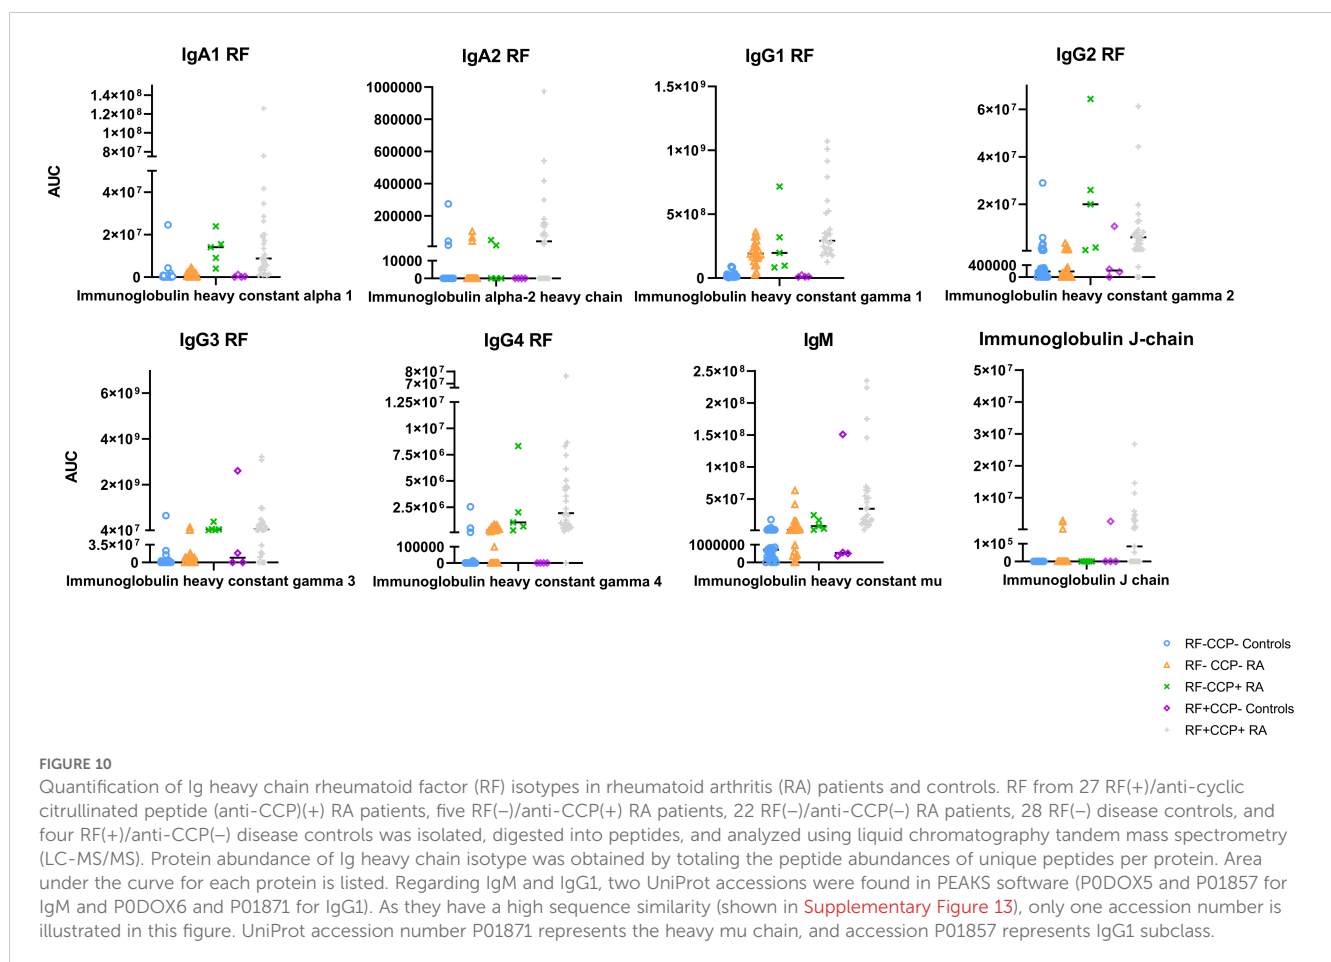 IgA1 RF
IgA2 RF
IgG1 RF
IgG2 RF
AUC
1.4×10⁸
1.2×10⁸
1×10⁸
8×10⁷
4×10⁷
2×10⁷
0
Immunoglobulin heavy constant alpha 1
1000000
800000
600000
400000
200000
10000
0
Immunoglobulin alpha-2 heavy chain
1.5×10⁹
1×10⁹
5×10⁸
0
Immunoglobulin heavy constant gamma 1
6×10⁷
4×10⁷
2×10⁷
400000
0
Immunoglobulin heavy constant gamma 2
IgG3 RF
IgG4 RF
IgM
Immunoglobulin J-chain
AUC
6×10⁹
4×10⁹
2×10⁹
4×10⁷
3.5×10⁷
0
Immunoglobulin heavy constant gamma 3
8×10⁷
7×10⁷
1.25×10⁷
1×10⁷
7.5×10⁶
5×10⁶
2.5×10⁶
100000
0
Immunoglobulin heavy constant gamma 4
2.5×10⁸
2×10⁸
1.5×10⁸
1×10⁸
5×10⁷
1000000
0
Immunoglobulin heavy constant mu
5×10⁷
4×10⁷
3×10⁷
2×10⁷
1×10⁷
1×10⁵
0
Immunoglobulin J chain
RF-CCP- Controls
RF- CCP- RA
RF-CCP+ RA
RF+CCP- Controls
RF+CCP+ RA
FIGURE 10
Quantification of Ig heavy chain rheumatoid factor (RF) isotypes in rheumatoid arthritis (RA) patients and controls. RF from 27 RF(+)/anti-cyclic
citrullinated peptide (anti-CCP)(+) RA patients, five RF(−)/anti-CCP(+) RA patients, 22 RF(−)/anti-CCP(−) RA patients, 28 RF(−) disease controls, and
four RF(+)/anti-CCP(−) disease controls was isolated, digested into peptides, and analyzed using liquid chromatography tandem mass spectrometry
(LC-MS/MS). Protein abundance of Ig heavy chain isotype was obtained by totaling the peptide abundances of unique peptides per protein. Area
under the curve for each protein is listed. Regarding IgM and IgG1, two UniProt accessions were found in PEAKS software (P0DOX5 and P01857 for
IgM and P0DOX6 and P01871 for IgG1). As they have a high sequence similarity (shown in Supplementary Figure 13), only one accession number is
illustrated in this figure. UniProt accession number P01871 represents the heavy mu chain, and accession P01857 represents IgG1 subclass.